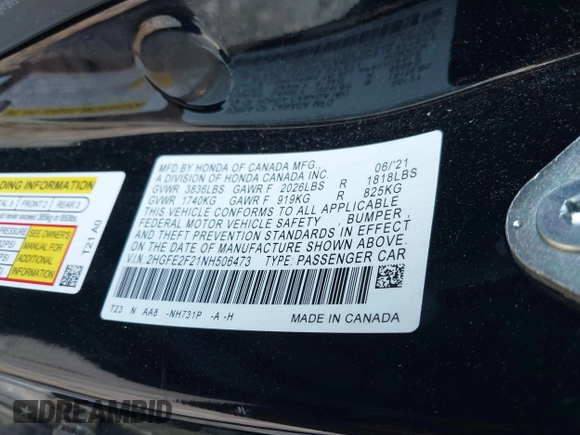 MFD.BY HONDA OF CANADA MFG.,
A DIVISION OF HONDA CANADA INC. 06/'21
GVWR 3836LBS GAWR F 2026LBS R 1818LBS
GVWR 1740KG GAWR F 919KG R 825KG
THIS VEHICLE CONFORMS TO ALL APPLICABLE
FEDERAL MOTOR VEHICLE SAFETY , BUMPER,
AND THEFT PREVENTION STANDARDS IN EFFECT
ON THE DATE OF MANUFACTURE SHOWN ABOVE.
V.I.N: 2HGFE2F21NH506473 TYPE: PASSENGER CAR
T23 N AA8 -NH731P -A -H
MADE IN CANADA
DING INFORMATION
REAR 3
SEE OWNER'S
MANUAL FOR
ADDITIONAL
INFORMATION
T21 A0
DREAMBID